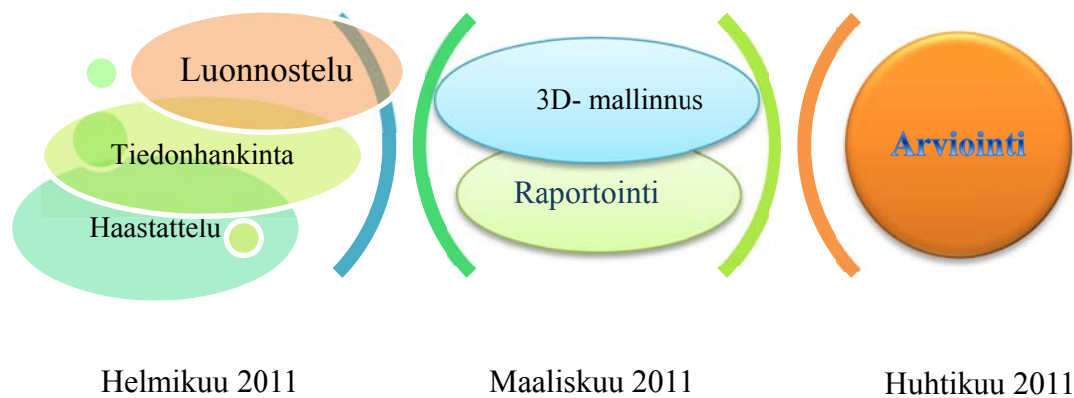 Luonnostelu
Tiedonhankinta
Haastattelu
3D- mallinnus
Raportointi
Arviointi
Helmikuu 2011
Maaliskuu 2011
Huhtikuu 2011